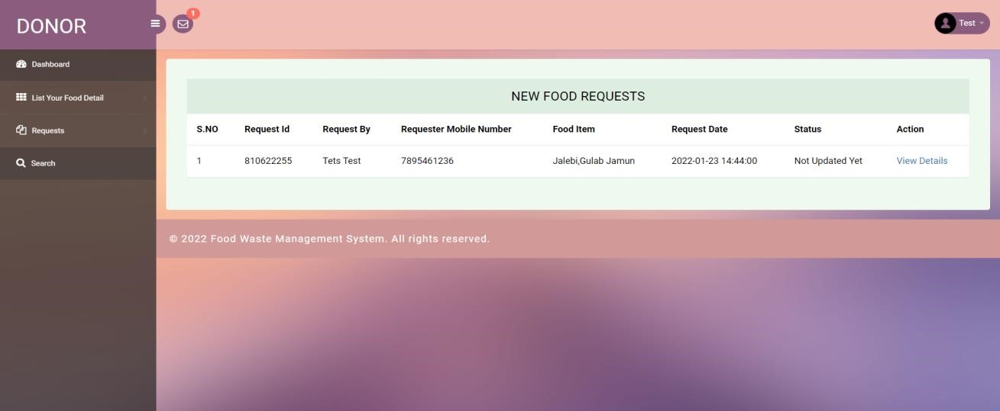 DONOR
1
Test
Dashboard
List Your Food Detail
Requests
Search
NEW FOOD REQUESTS
S.NO Request Id Request By Requester Mobile Number Food Item Request Date Status Action
1 810622255 Tets Test 7895461236 Jalebi,Gulab Jamun 2022-01-23 14:44:00 Not Updated Yet View Details
© 2022 Food Waste Management System. All rights reserved.